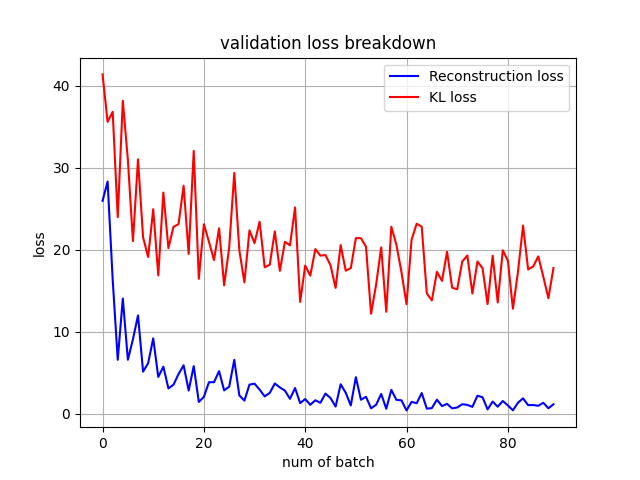 validation loss breakdown
Reconstruction loss
KL loss
loss
40
30
20
10
0
0 20 40 60 80
num of batch